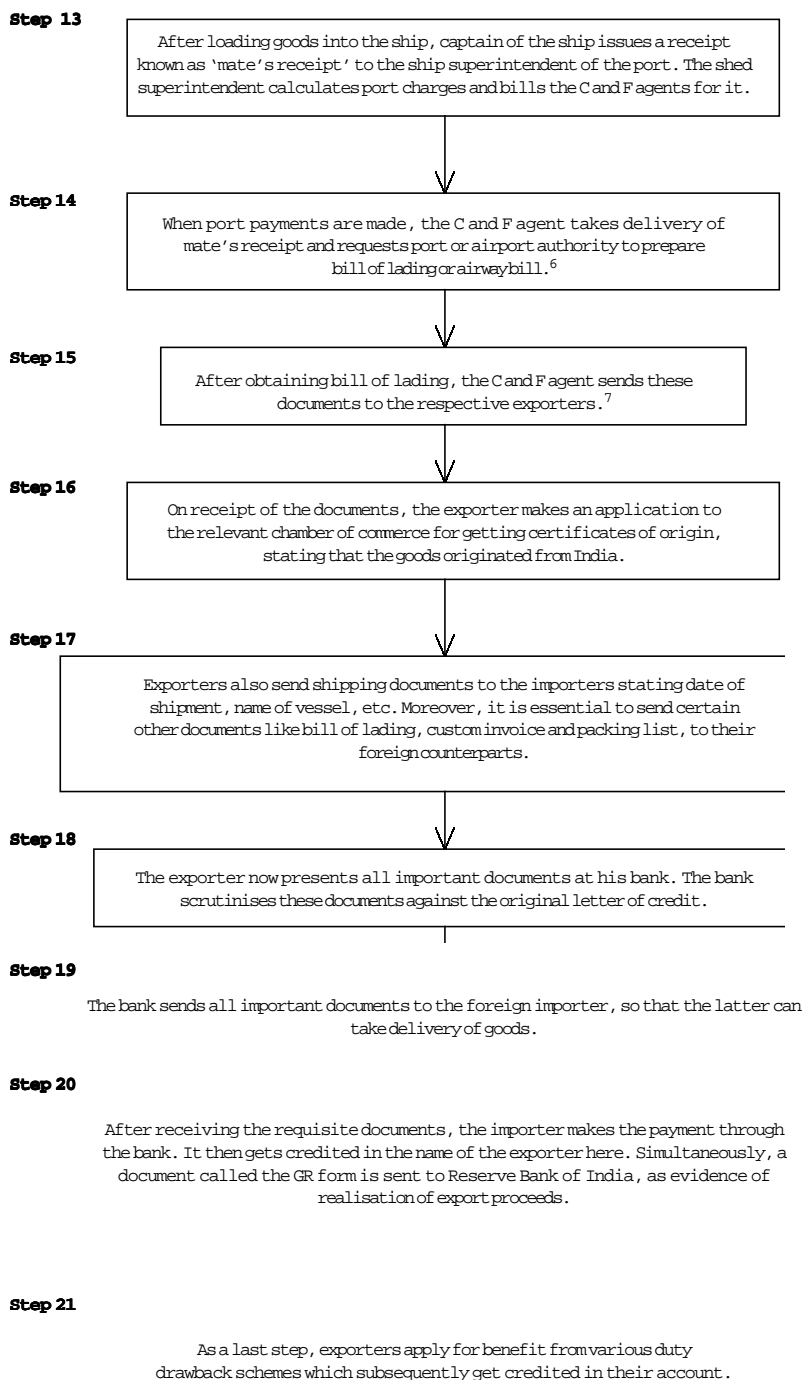 Step 13
After loading goods into the ship, captain of the ship issues a receipt
known as ‘mate’s receipt’ to the ship superintendent of the port. The shed
superintendent calculates port charges and bills the C and F agents for it.
Step 14
When port payments are made, the C and F agent takes delivery of
mate’s receipt and requests port or airport authority to prepare
bill of lading or airway bill.6
Step 15
After obtaining bill of lading, the C and F agent sends these
documents to the respective exporters.7
Step 16
On receipt of the documents, the exporter makes an application to
the relevant chamber of commerce for getting certificates of origin,
stating that the goods originated from India.
Step 17
Exporters also send shipping documents to the importers stating date of
shipment, name of vessel, etc. Moreover, it is essential to send certain
other documents like bill of lading, custom invoice and packing list, to their
foreign counterparts.
Step 18
The exporter now presents all important documents at his bank. The bank
scrutinises these documents against the original letter of credit.
Step 19
The bank sends all important documents to the foreign importer, so that the latter can
take delivery of goods.
Step 20
After receiving the requisite documents, the importer makes the payment through
the bank. It then gets credited in the name of the exporter here. Simultaneously, a
document called the GR form is sent to Reserve Bank of India, as evidence of
realisation of export proceeds.
Step 21
As a last step, exporters apply for benefit from various duty
drawback schemes which subsequently get credited in their account.